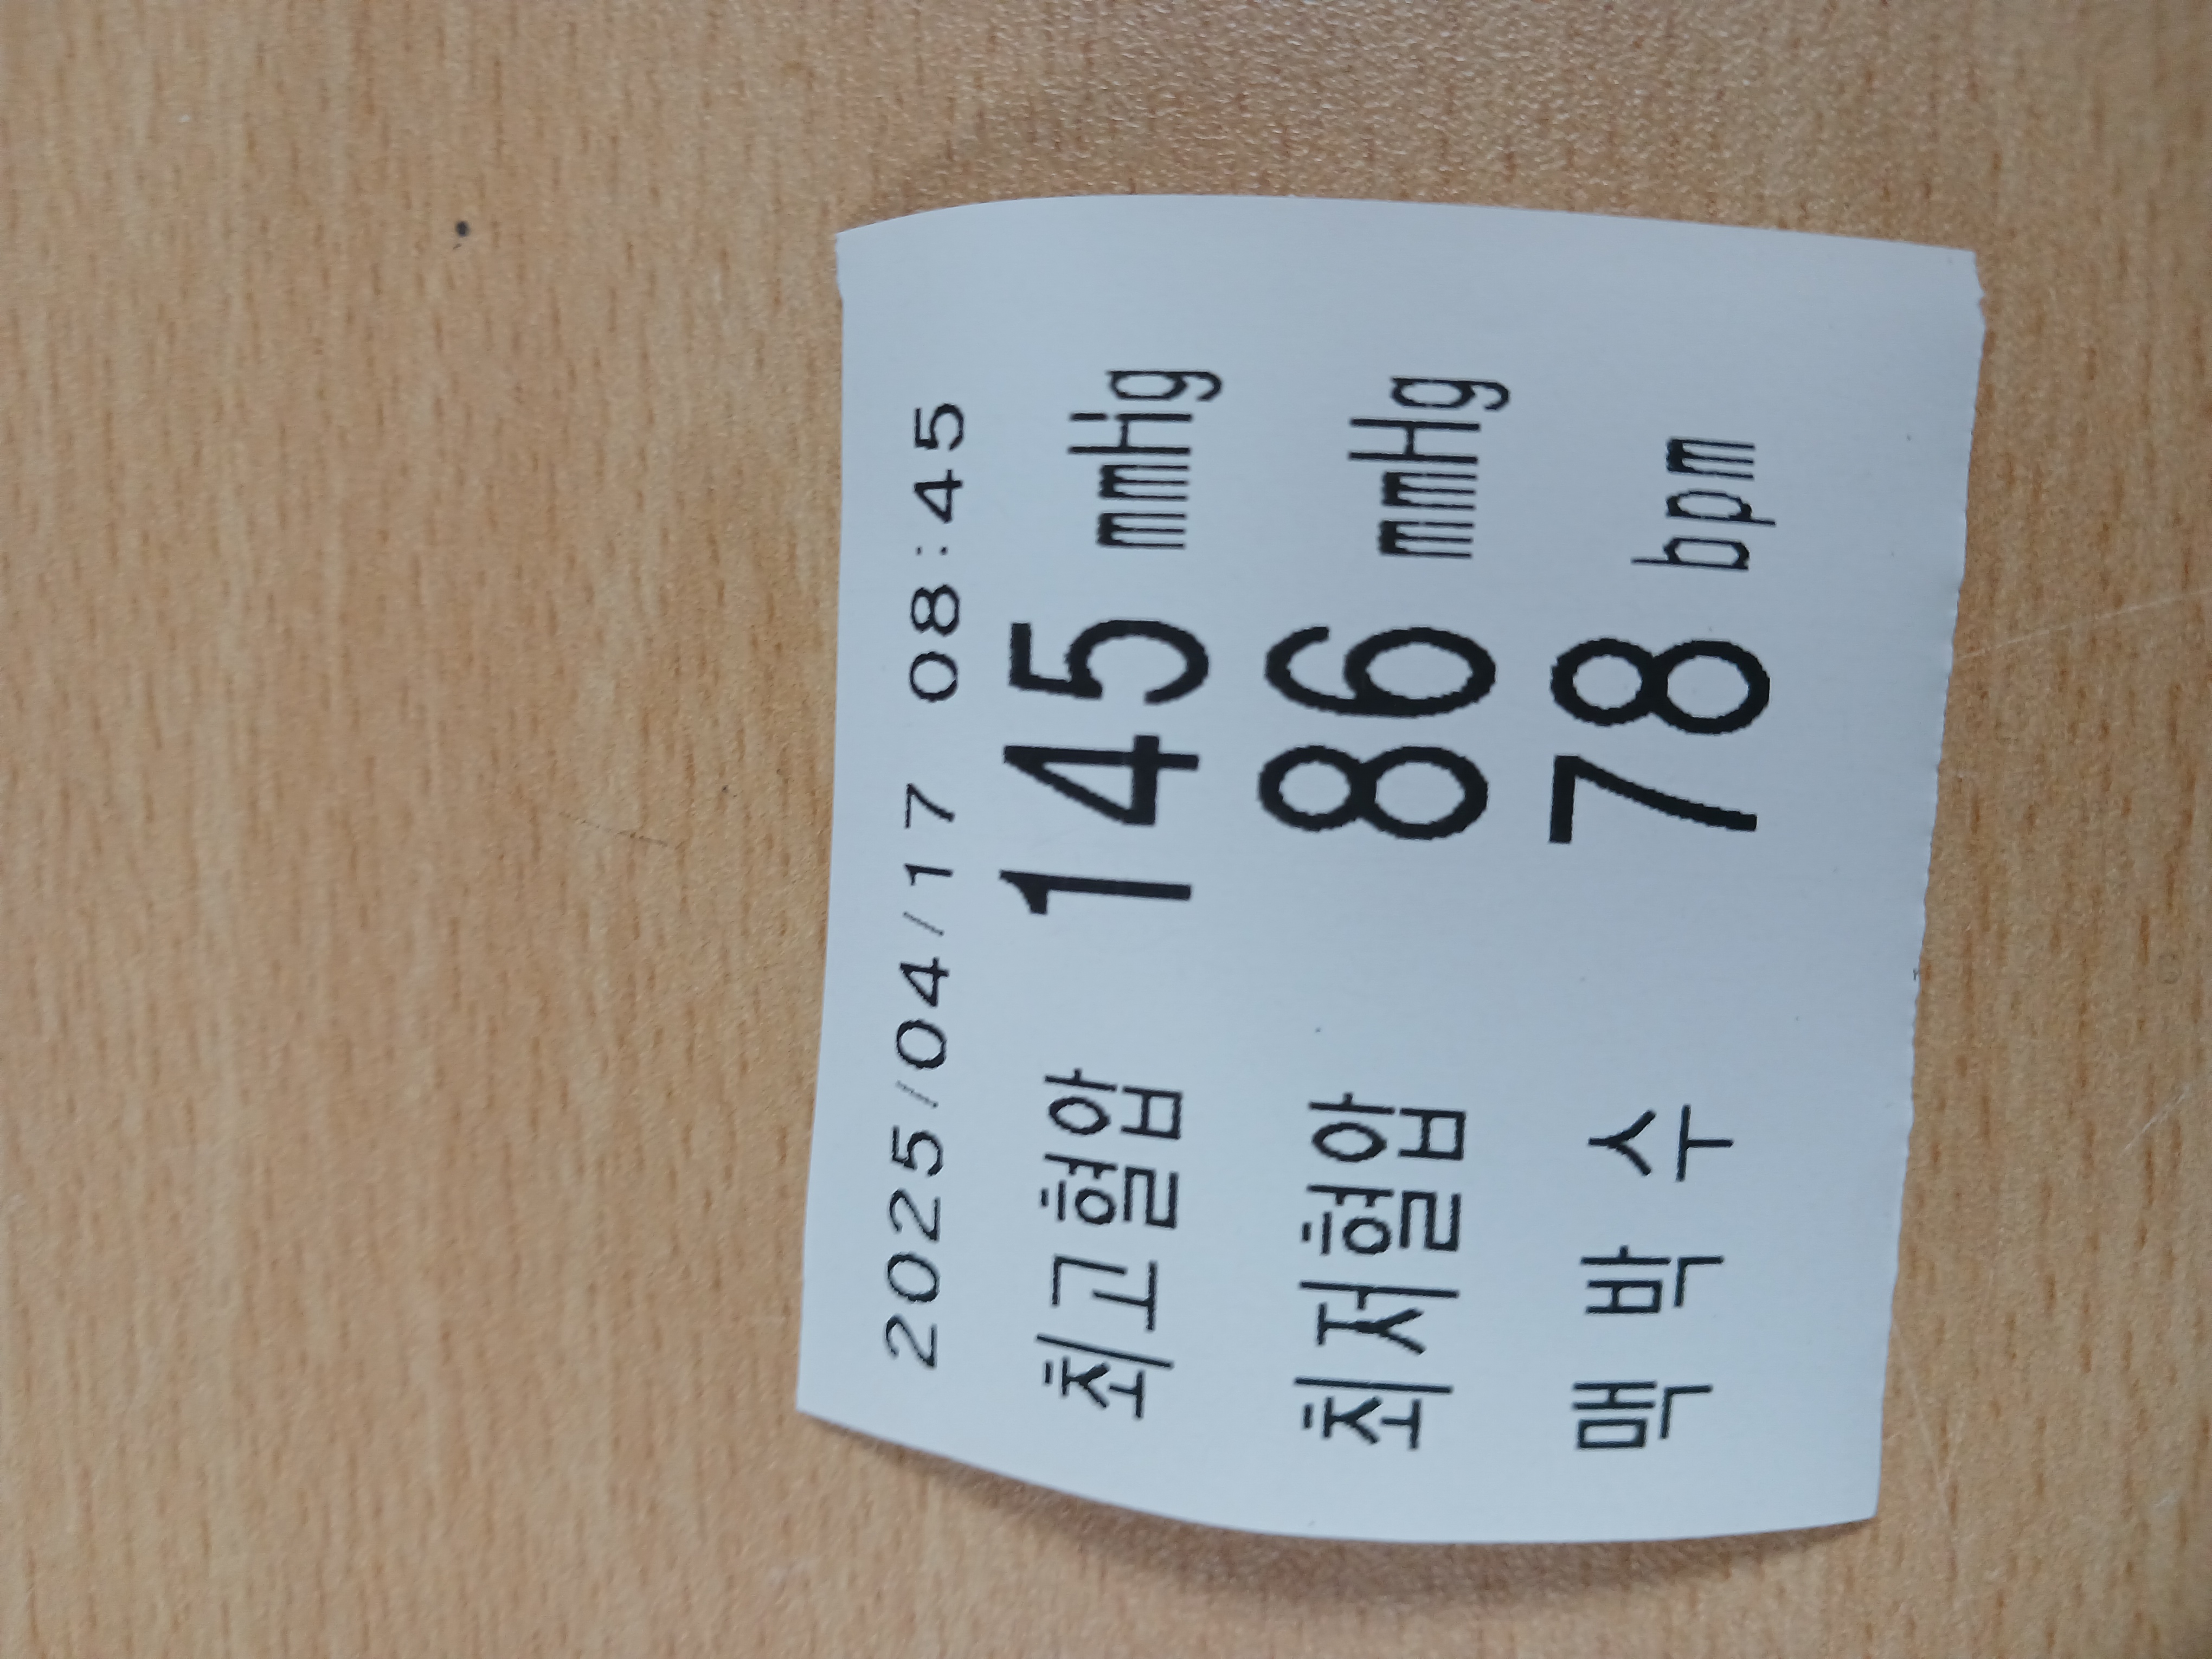 2025/04/17 08:45
최고혈압 145 mmHg
최저혈압 86 mmHg
맥박수 78 bpm